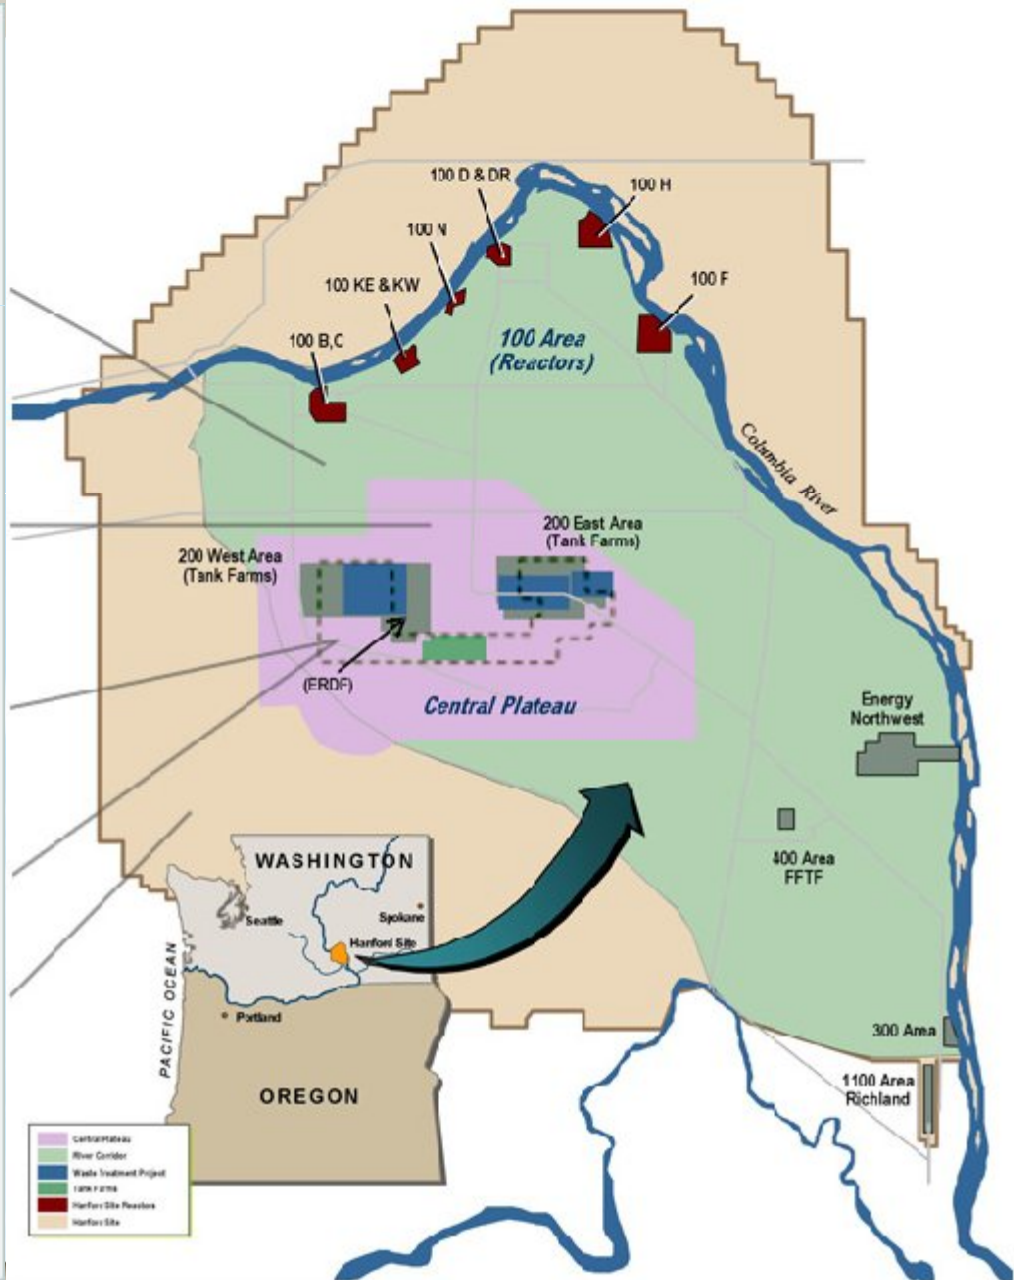 100 D & DR
100 H
100 N
100 KE & KW
100 F
100 B,C
100 Area
(Reactors)
Columbia River
200 East Area
(Tank Farms)
200 West Area
(Tank Farms)
(ERDF)
Central Plateau
Energy
Northwest
400 Area
FFTF
WASHINGTON
Seattle
Spokane
Hanford Site
PACIFIC OCEAN
Portland
OREGON
300 Area
1100 Area
Richland
Central Plateau
River Corridor
Waste Treatment Project
Tank Farms
Hanford Site Reactors
Hanford Site